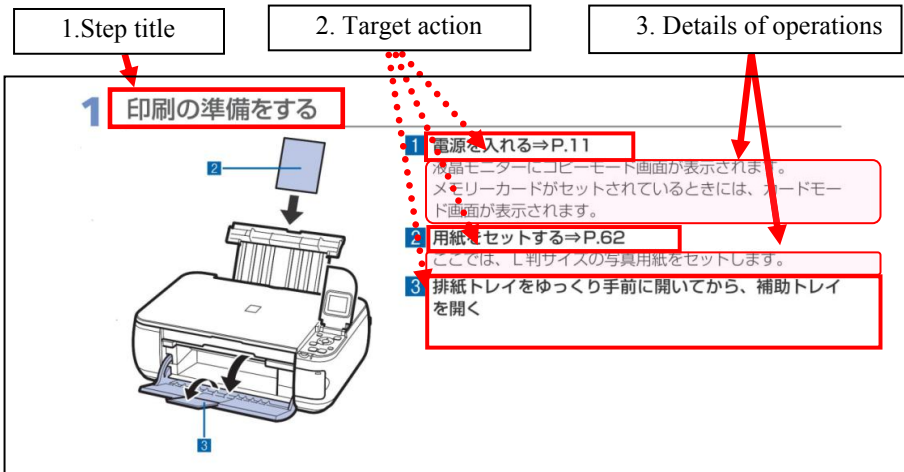 1.Step title
2. Target action
3. Details of operations
1 印刷の準備をする
1 電源を入れる⇒P.11
液晶モニターにコピーモード画面が表示されます。
メモリーカードがセットされているときには、カードモー
ド画面が表示されます。
2
2 用紙をセットする⇒P.62
ここでは、L判サイズの写真用紙をセットします。
3 排紙トレイをゆっくり手前に開いてから、補助トレイ
を開く
3